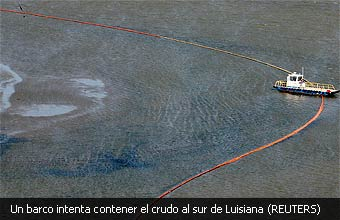 Un barco intenta contener el crudo al sur de Luisiana (REUTERS)